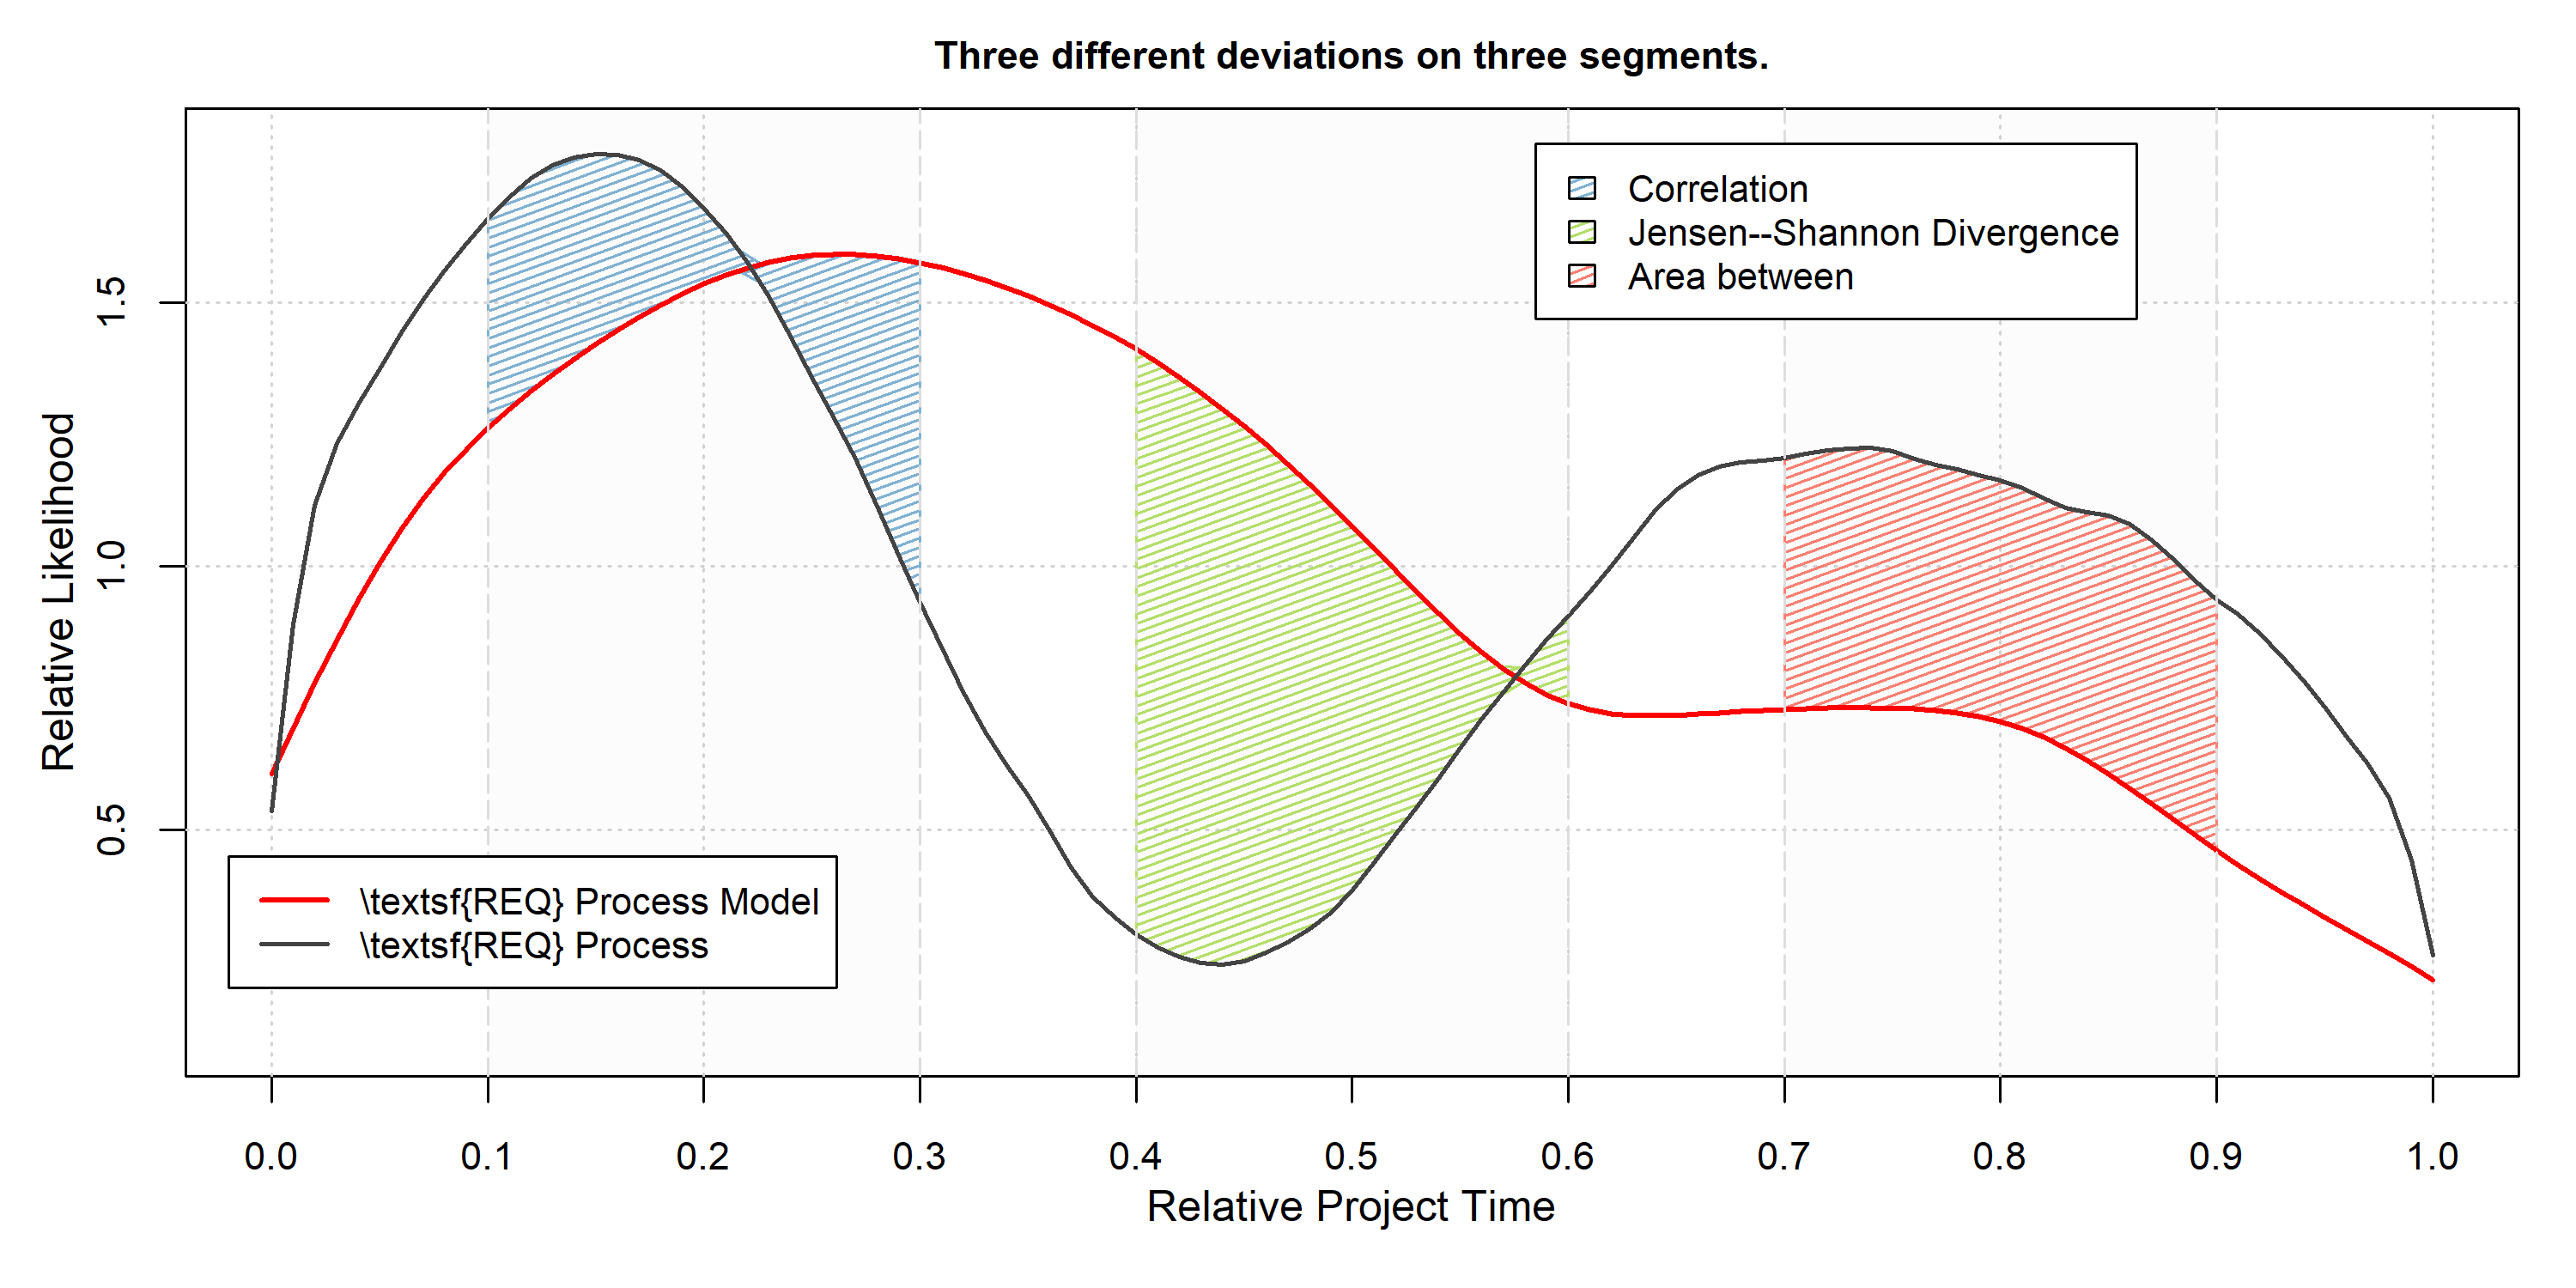 Three different deviations on three segments.
Correlation
Jensen--Shannon Divergence
Area between
Relative Likelihood
1.5
1.0
0.5
\textsf{REQ} Process Model
\textsf{REQ} Process
0.0 0.1 0.2 0.3 0.4 0.5 0.6 0.7 0.8 0.9 1.0
Relative Project Time